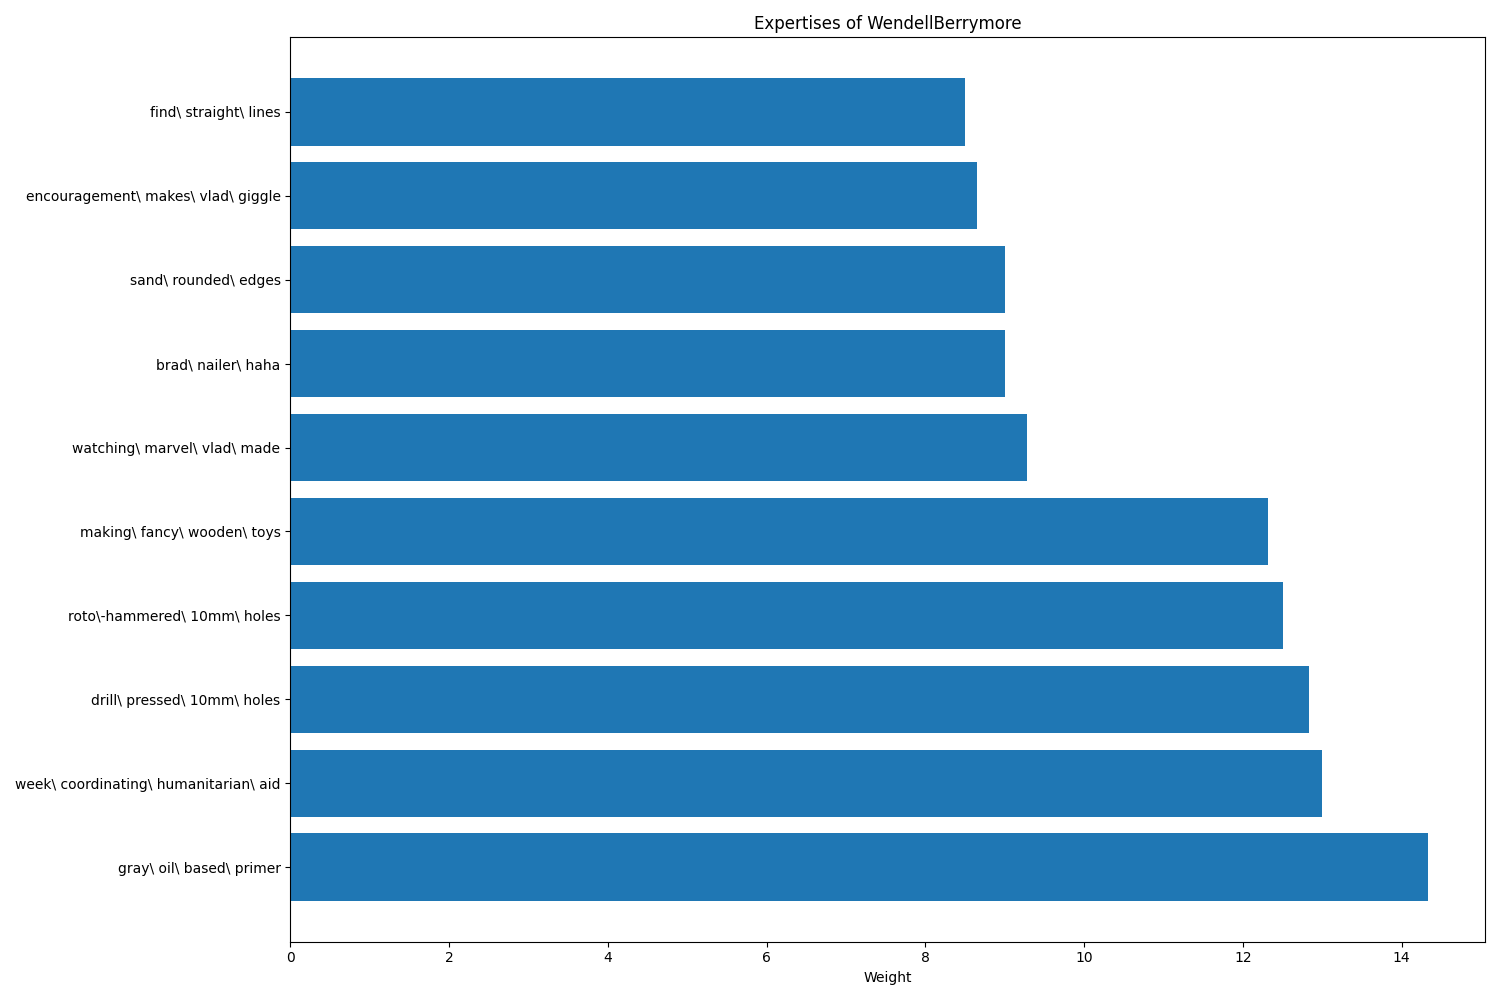 Expertises of WendellBerrymore
find\ straight\ lines
encouragement\ makes\ vlad\ giggle
sand\ rounded\ edges
brad\ nailer\ haha
watching\ marvel\ vlad\ made
making\ fancy\ wooden\ toys
roto\-hammered\ 10mm\ holes
drill\ pressed\ 10mm\ holes
week\ coordinating\ humanitarian\ aid
gray\ oil\ based\ primer
0 2 4 6 8 10 12 14
Weight